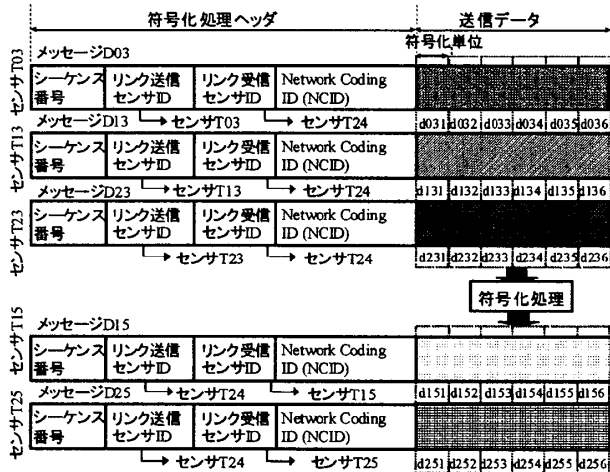 符号化処理ヘッダ
送信データ
メッセージD03
符号化単位
センサT03
シーケンス番号
リンク送信センサID
リンク受信センサID
Network Coding ID (NCID)
センサT03
センサT24
d031 d032 d033 d034 d035 d036
メッセージD13
センサT13
シーケンス番号
リンク送信センサID
リンク受信センサID
Network Coding ID (NCID)
センサT13
センサT24
d131 d132 d133 d134 d135 d136
メッセージD23
センサT23
シーケンス番号
リンク送信センサID
リンク受信センサID
Network Coding ID (NCID)
センサT23
センサT24
d231 d232 d233 d234 d235 d236
符号化処理
メッセージD15
センサT15
シーケンス番号
リンク送信センサID
リンク受信センサID
Network Coding ID (NCID)
センサT24
センサT15
d151 d152 d153 d154 d155 d156
メッセージD25
センサT25
シーケンス番号
リンク送信センサID
リンク受信センサID
Network Coding ID (NCID)
センサT24
センサT25
d251 d252 d253 d254 d255 d256